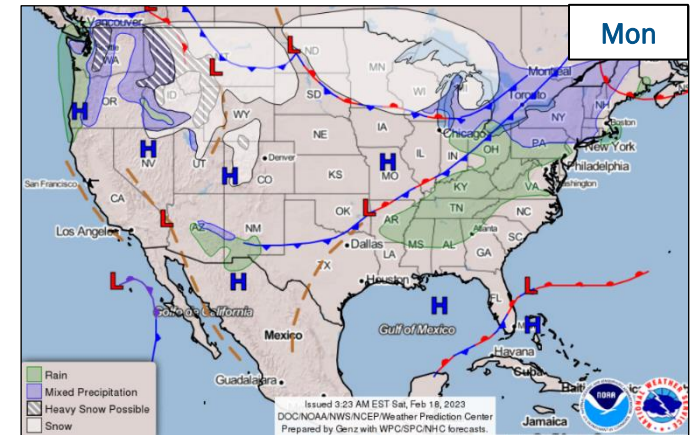 Mon
Vancouver
L
L
ND
MT
WA
MN
Montréal
L
MI
OR
ID
SD
WI
Toronto
NH
H
WY
NY
Boston
IA
Chicago
PA
New York
H
NV
UT
NE
H
IL
IN
OH
Philadelphia
H
Denver
CO
KS
MO
KY
VA
Washington
San Francisco
CA
OK
L
AR
TN
NC
L
AZ
NM
Atlanta
SC
Los Angeles
Dallas
MS
AL
GA
LA
TX
L
H
Houston
FL
L
H
H
Golfo de California
Gulf of Mexico
Mexico
Havana
Cuba
Guadalajara
Jamaica
Rain
Mixed Precipitation
Heavy Snow Possible
Snow
Issued 3:23 AM EST Sat, Feb 18, 2023
DOC/NOAA/NWS/NCEP/Weather Prediction Center
Prepared by Genz with WPC/SPC/NHC forecasts.
NOAA